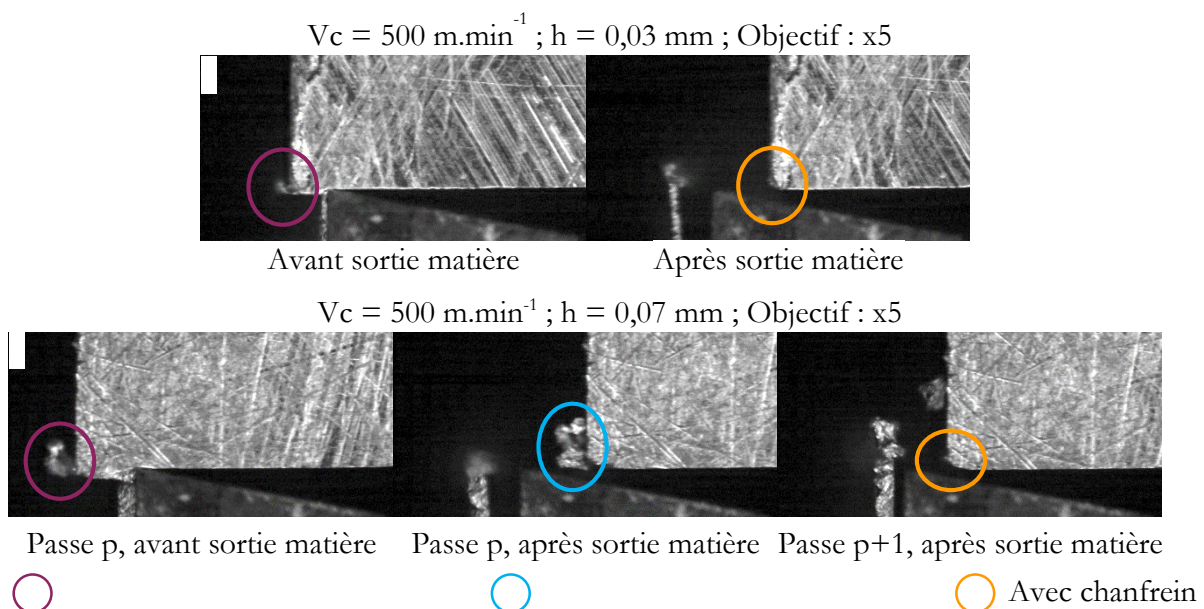 Vc = 500 m.min⁻¹ ; h = 0,03 mm ; Objectif : x5
Avant sortie matière
Après sortie matière
Vc = 500 m.min⁻¹ ; h = 0,07 mm ; Objectif : x5
Passe p, avant sortie matière
Passe p, après sortie matière
Passe p+1, après sortie matière
Avec chanfrein